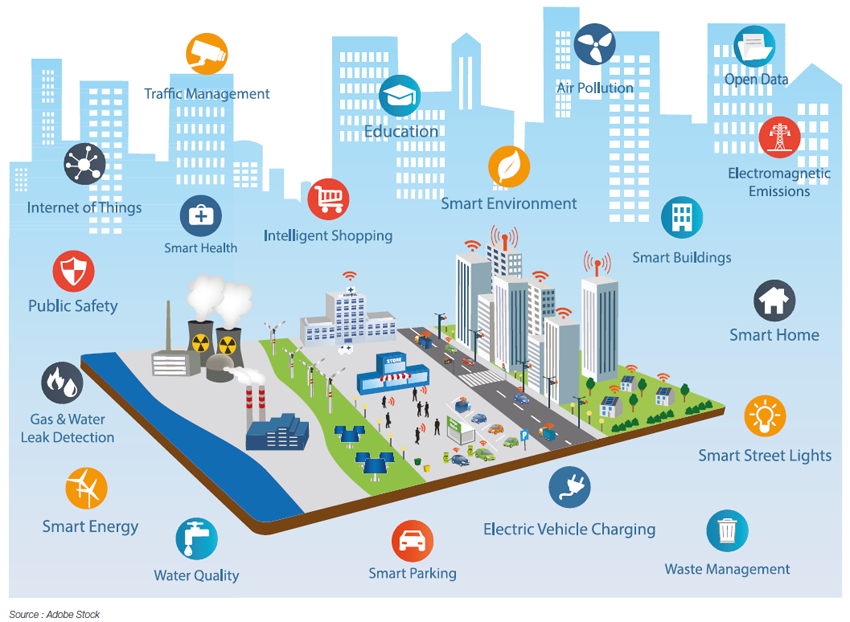 Traffic Management
Education
Air Pollution
Open Data
Internet of Things
Smart Health
Intelligent Shopping
Smart Environment
Electromagnetic
Emissions
Smart Buildings
Public Safety
Smart Home
STORE
Gas & Water
Leak Detection
P
Smart Street Lights
Smart Energy
Electric Vehicle Charging
Water Quality
Smart Parking
Waste Management
Source : Adobe Stock